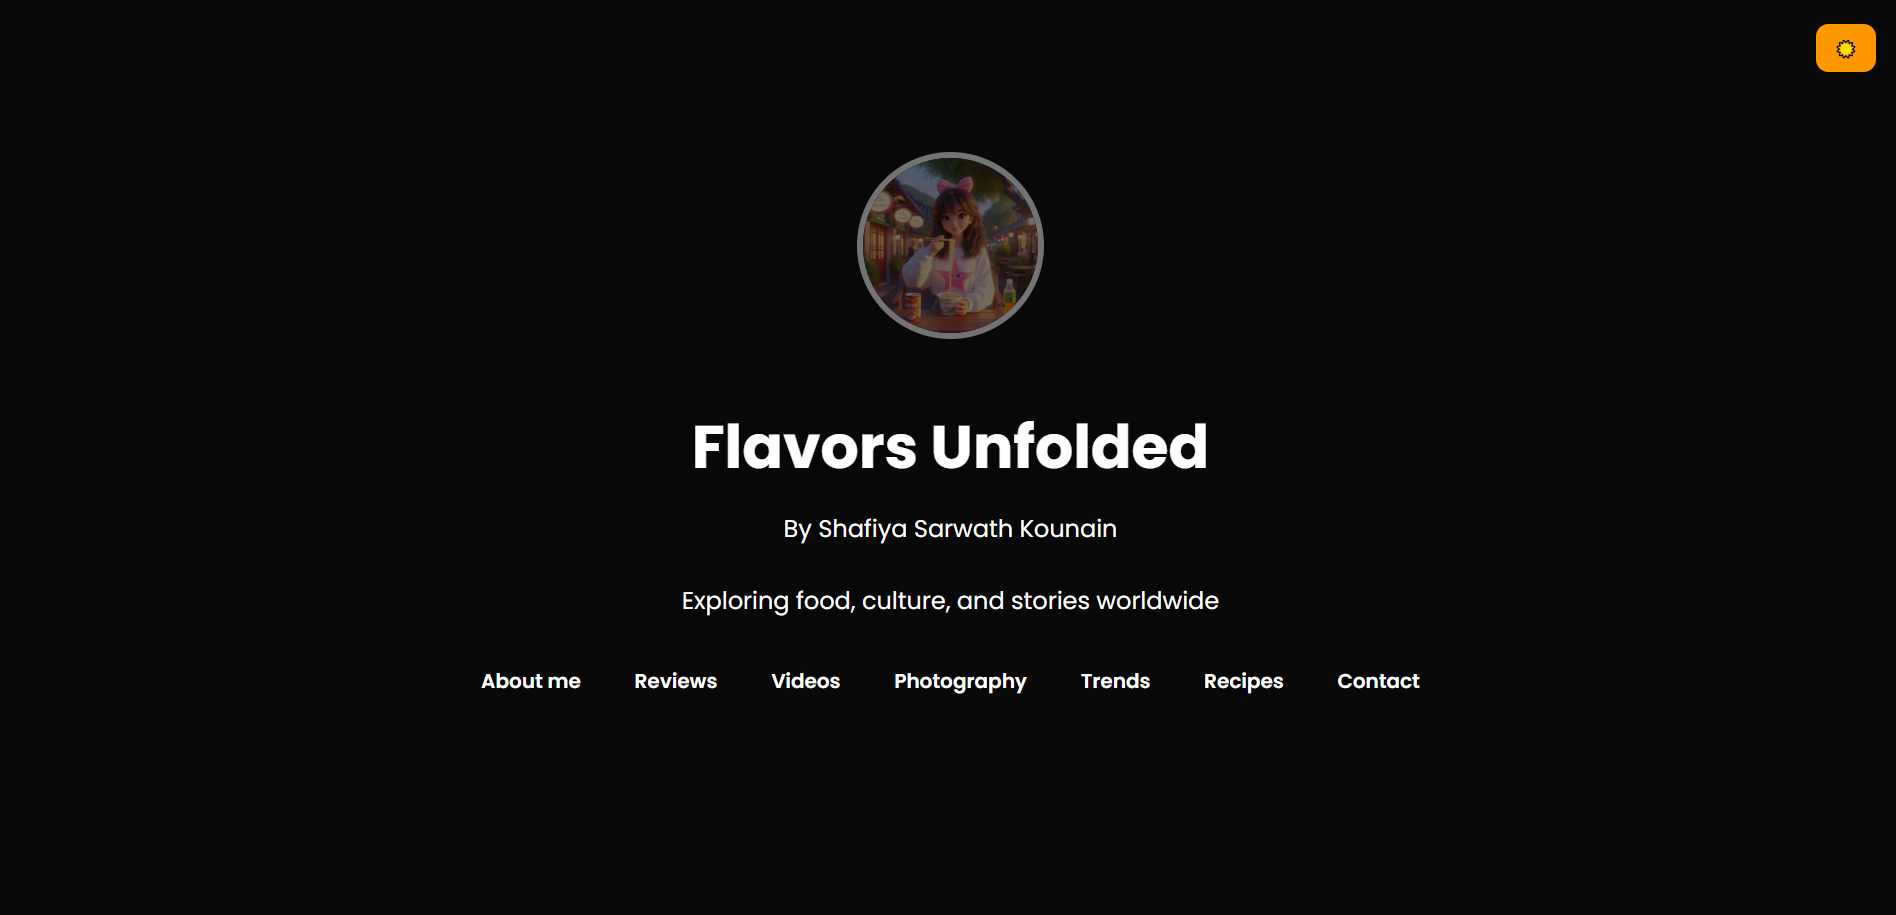 Flavors Unfolded
By Shafiya Sarwath Kounain
Exploring food, culture, and stories worldwide
About me Reviews Videos Photography Trends Recipes Contact